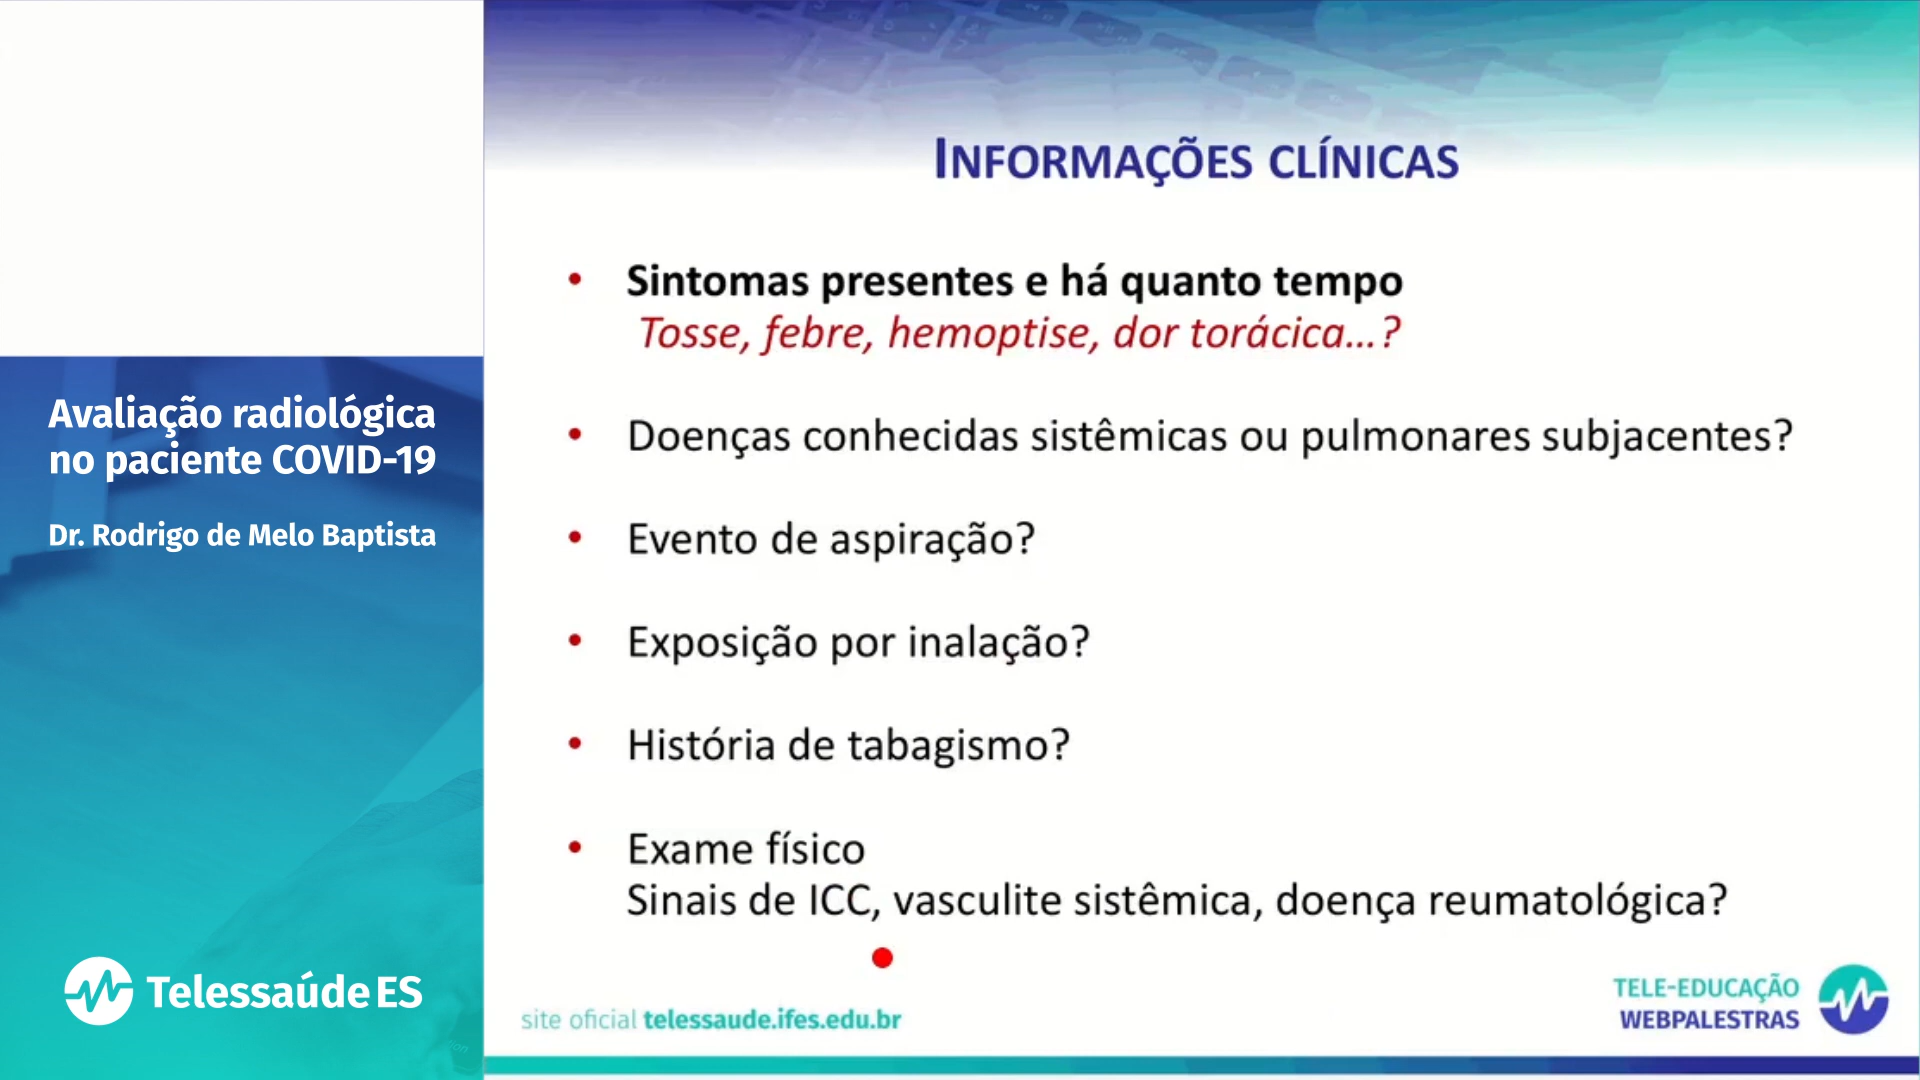 Avaliação radiológica
no paciente COVID-19
Dr. Rodrigo de Melo Baptista
Telessaúde ES
INFORMAÇÕES CLÍNICAS
• Sintomas presentes e há quanto tempo
Tosse, febre, hemoptise, dor torácica...?
• Doenças conhecidas sistêmicas ou pulmonares subjacentes?
• Evento de aspiração?
• Exposição por inalação?
• História de tabagismo?
• Exame físico
Sinais de ICC, vasculite sistêmica, doença reumatológica?
site oficial telessaude.ifes.edu.br
TELE-EDUCAÇÃO
WEBPALESTRAS